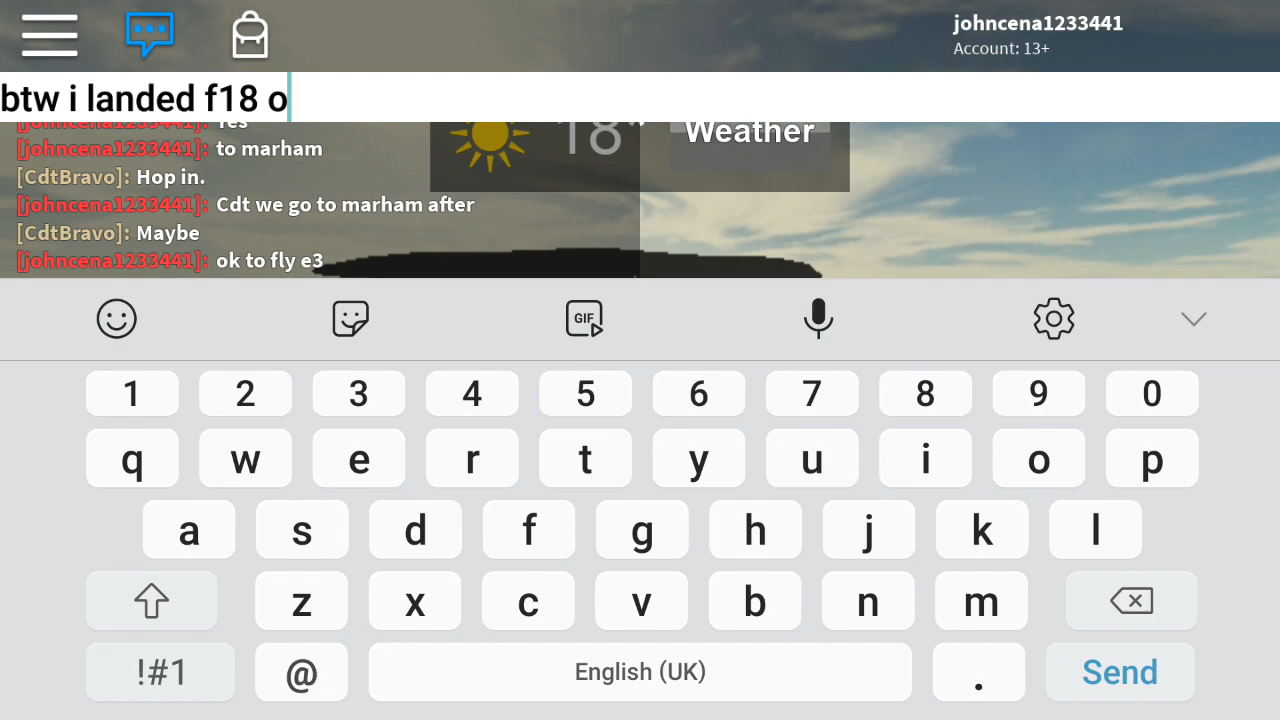 johncena1233441
Account: 13+
btw i landed f18 o
[johncena1233441]: Yes
18°
Weather
[johncena1233441]: to marham
[CdtBravo]: Hop in.
[johncena1233441]: Cdt we go to marham after
[CdtBravo]: Maybe
[johncena1233441]: ok to fly e3
GIF
1 2 3 4 5 6 7 8 9 0
q w e r t y u i o p
a s d f g h j k l
z x c v b n m
!#1 @ English (UK) . Send